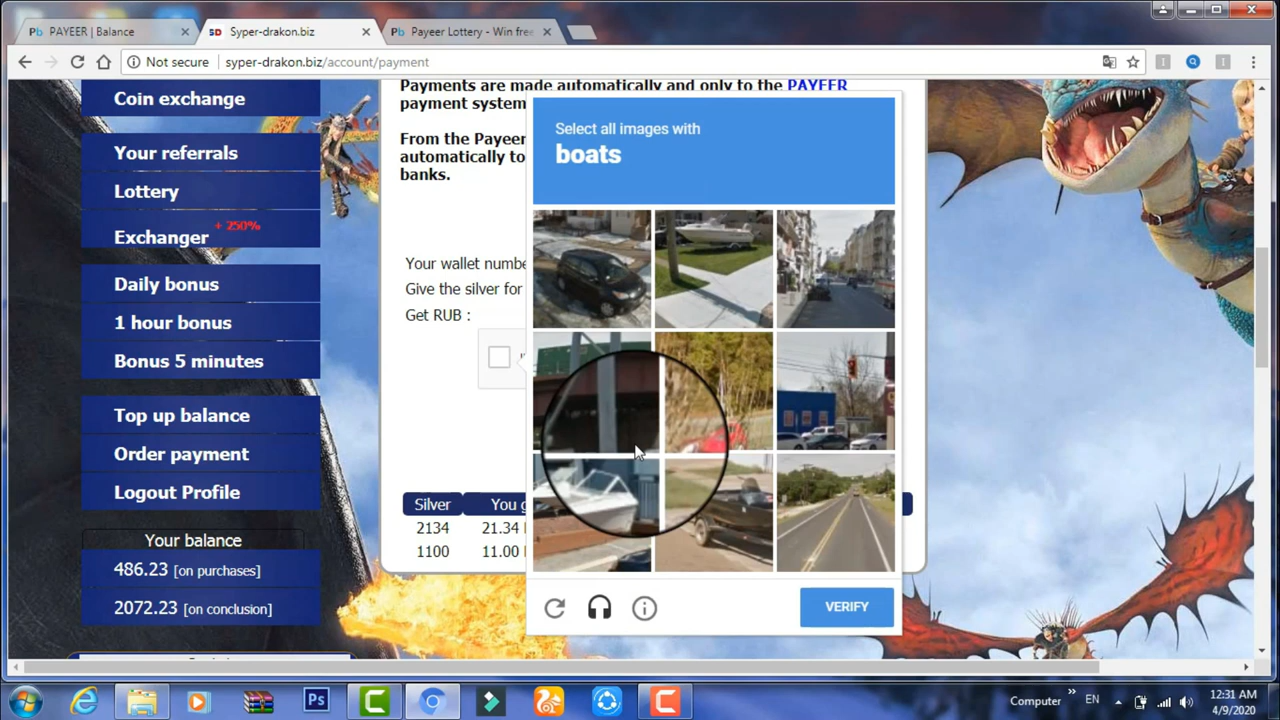 PAYEER | Balance
Syper-drakon.biz
Payeer Lottery - Win free
Not secure
syper-drakon.biz/account/payment
Coin exchange
Your referrals
Lottery
Exchanger + 250%
Daily bonus
1 hour bonus
Bonus 5 minutes
Top up balance
Order payment
Logout Profile
Your balance
486.23 [on purchases]
2072.23 [on conclusion]
Payments are made automatically and only to the PAYEER
payment system
From the Payeer
automatically to
banks.
Your wallet numbe
Give the silver for
Get RUB :
Silver You g
2134 21.34
1100 11.00
Select all images with
boats
VERIFY
Ps
Computer
EN
12:31 AM
4/9/2020